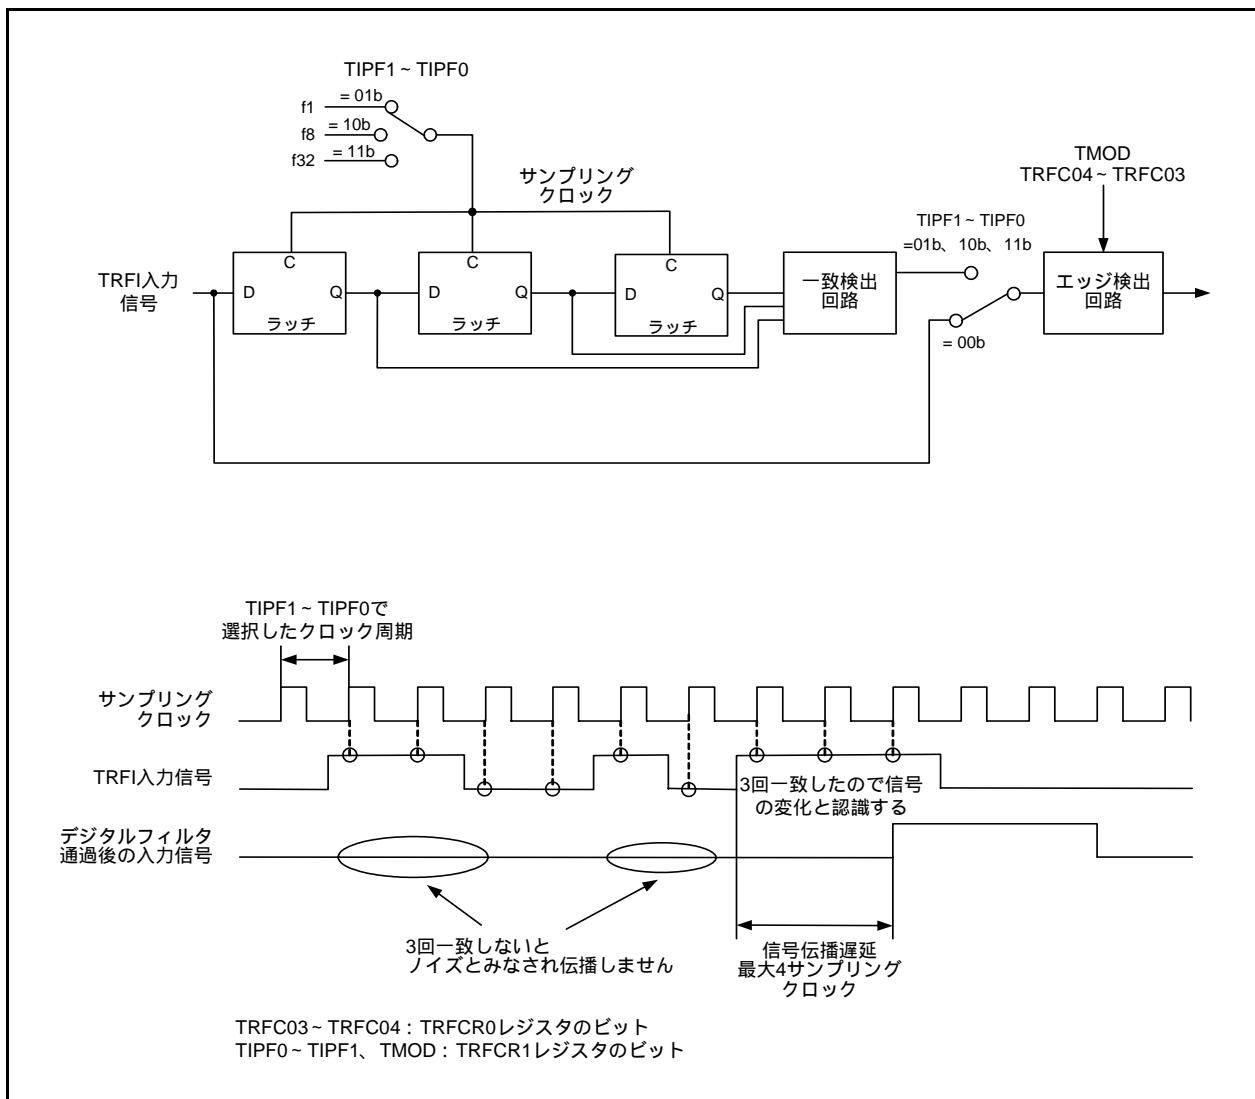 TIPF1 ~ TIPF0
f1
= 01b
f8
= 10b
f32
= 11b
サンプリング
クロック
TMOD
TRFC04 ~ TRFC03
TIPF1 ~ TIPF0
=01b、10b、11b
TRFI入力
信号
C
D
Q
ラッチ
C
D
Q
ラッチ
C
D
Q
ラッチ
一致検出
回路
= 00b
エッジ検出
回路
TIPF1 ~ TIPF0で
選択したクロック周期
サンプリング
クロック
TRFI入力信号
3回一致したので信号
の変化と認識する
デジタルフィルタ
通過後の入力信号
3回一致しないと
ノイズとみなされ伝播しません
信号伝播遅延
最大4サンプリング
クロック
TRFC03 ~ TRFC04 : TRFCR0レジスタのビット
TIPF0 ~ TIPF1、TMOD : TRFCR1レジスタのビット